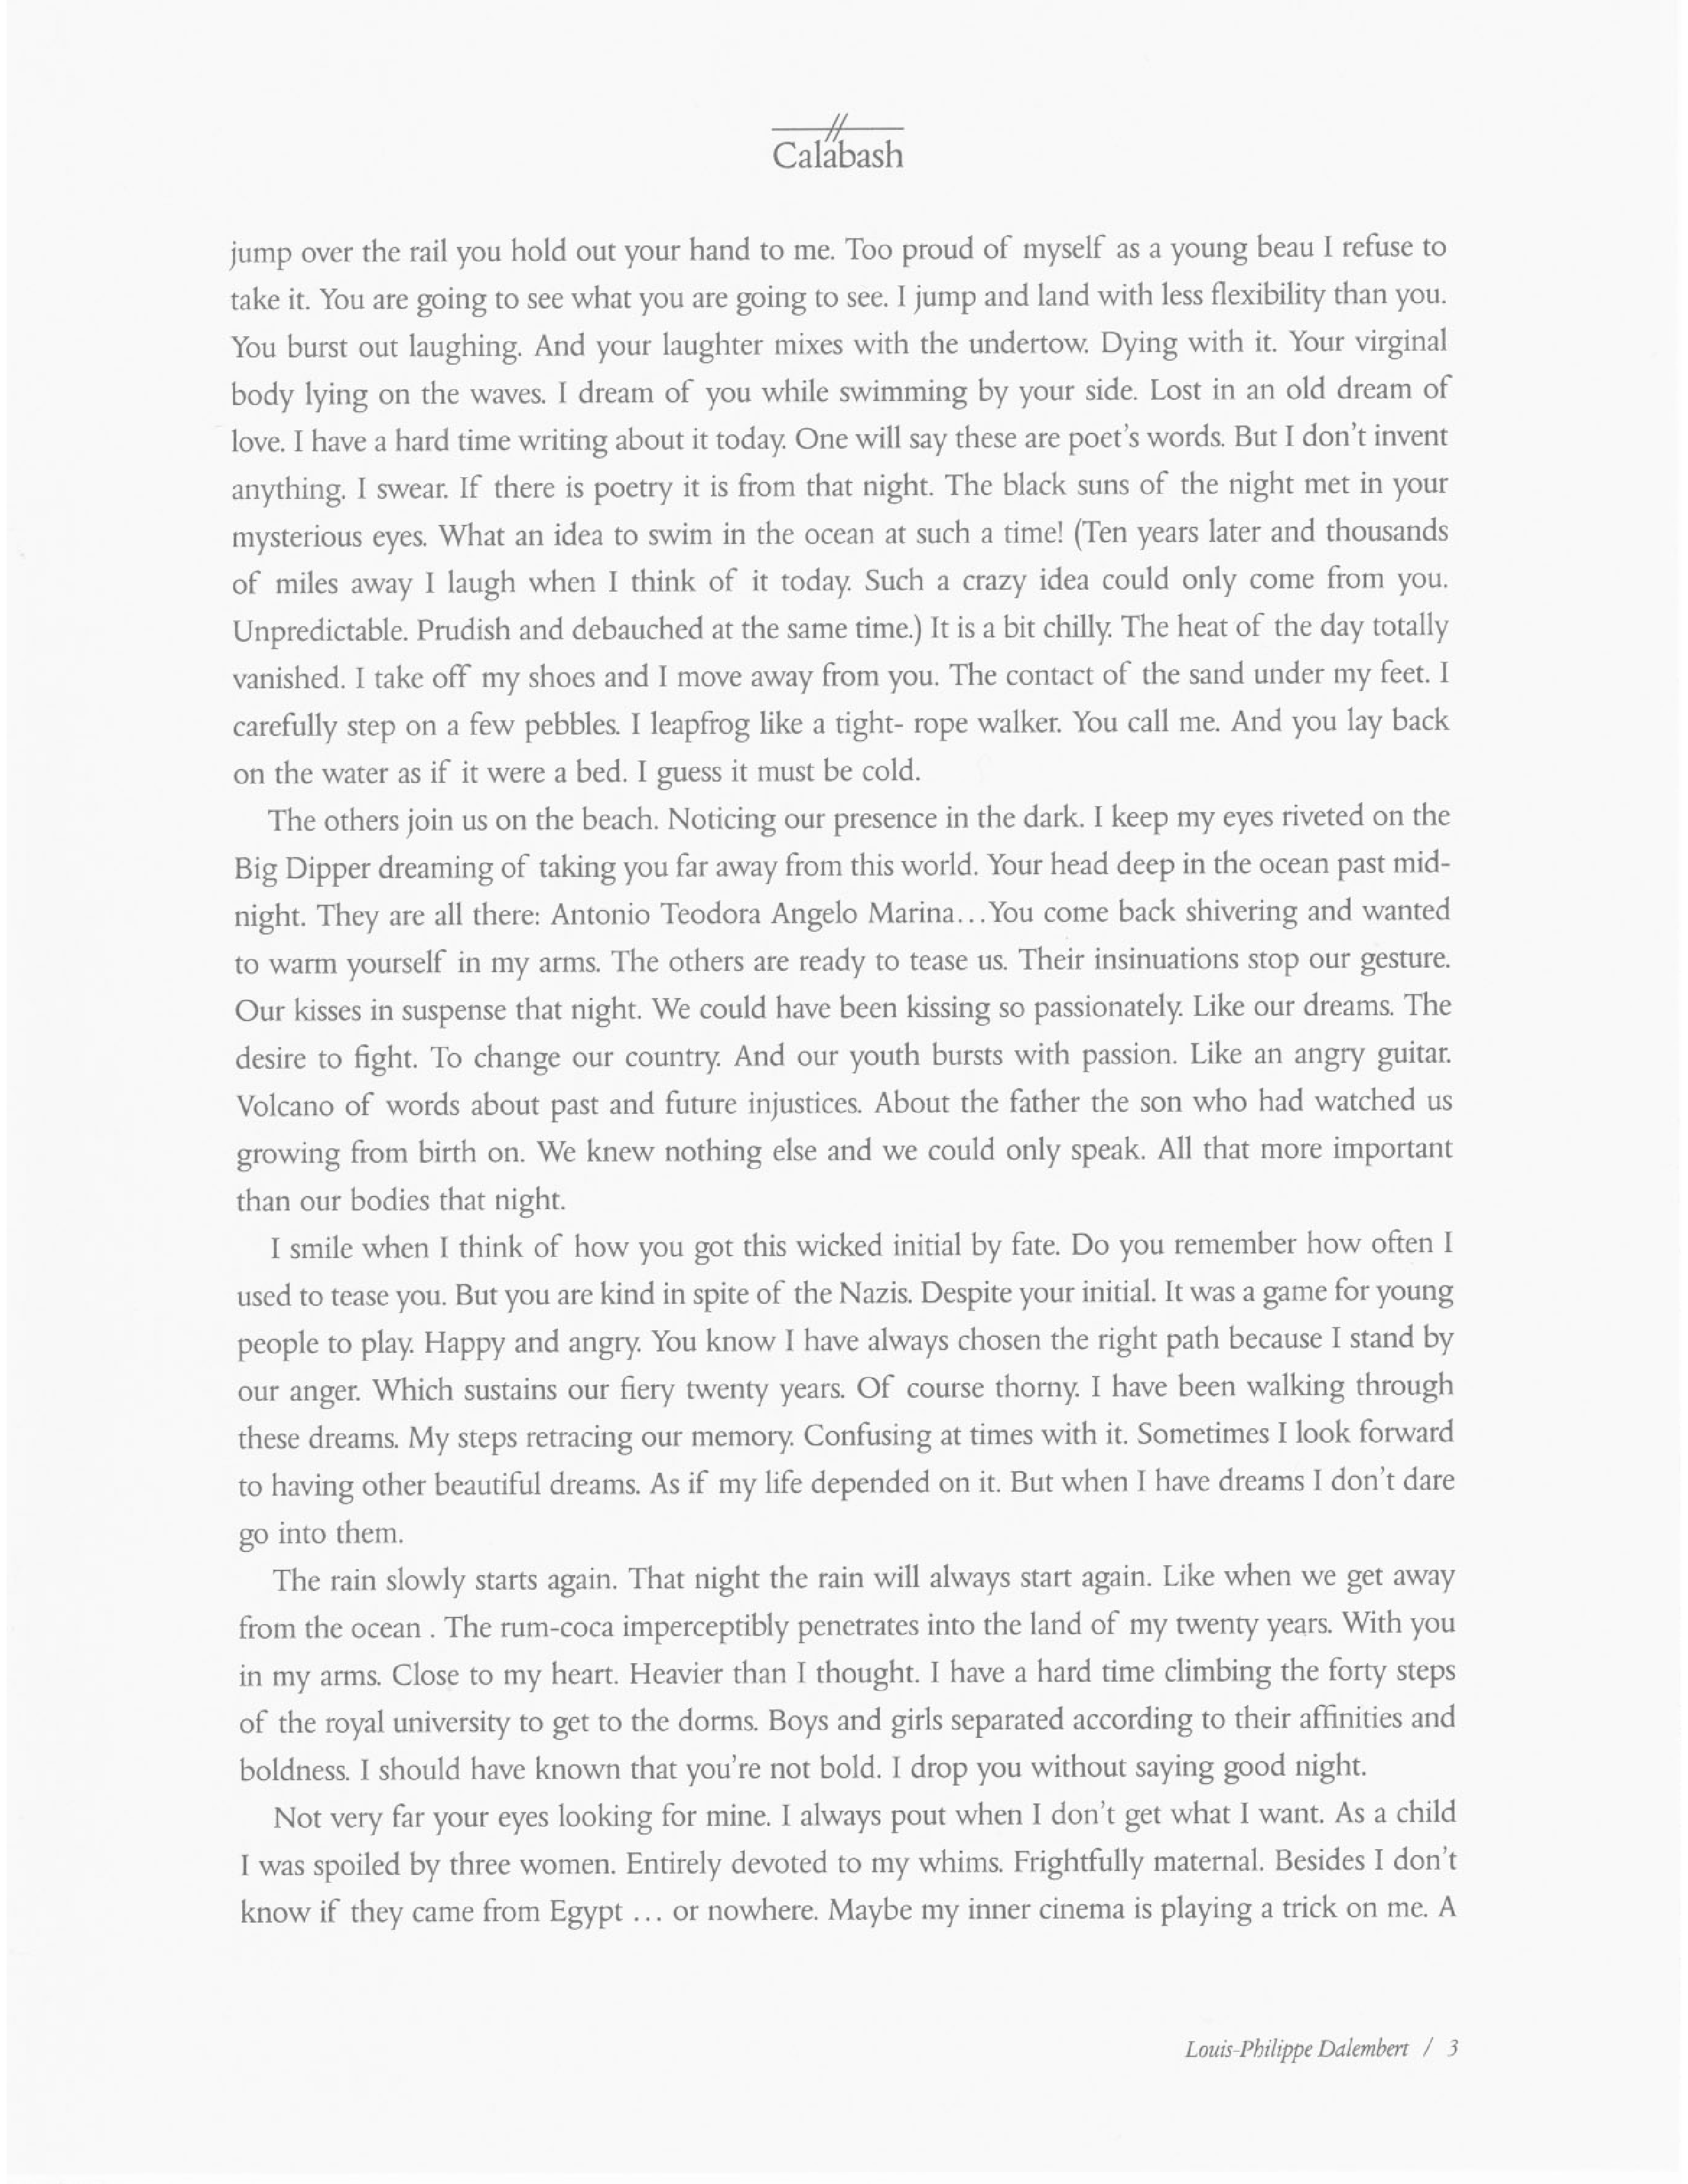 Calabash
jump over the rail you hold out your hand to me. Too proud of myself as a young beau I refuse to
take it. You are going to see what you are going to see. I jump and land with less flexibility than you.
You burst out laughing. And your laughter mixes with the undertow. Dying with it. Your virginal
body lying on the waves. I dream of you while swimming by your side. Lost in an old dream of
love. I have a hard time writing about it today. One will say these are poet's words. But I don't invent
anything. I swear. If there is poetry it is from that night. The black suns of the night met in your
mysterious eyes. What an idea to swim in the ocean at such a time! (Ten years later and thousands
of miles away I laugh when I think of it today. Such a crazy idea could only come from you.
Unpredictable. Prudish and debauched at the same time.) It is a bit chilly. The heat of the day totally
vanished. I take off my shoes and I move away from you. The contact of the sand under my feet. I
carefully step on a few pebbles. I leapfrog like a tight- rope walker. You call me. And you lay back
on the water as if it were a bed. I guess it must be cold.
The others join us on the beach. Noticing our presence in the dark. I keep my eyes riveted on the
Big Dipper dreaming of taking you far away from this world. Your head deep in the ocean past mid-
night. They are all there: Antonio Teodora Angelo Marina...You come back shivering and wanted
to warm yourself in my arms. The others are ready to tease us. Their insinuations stop our gesture.
Our kisses in suspense that night. We could have been kissing so passionately. Like our dreams. The
desire to fight. To change our country. And our youth bursts with passion. Like an angry guitar.
Volcano of words about past and future injustices. About the father the son who had watched us
growing from birth on. We knew nothing else and we could only speak. All that more important
than our bodies that night.
I smile when I think of how you got this wicked initial by fate. Do you remember how often I
used to tease you. But you are kind in spite of the Nazis. Despite your initial. It was a game for young
people to play. Happy and angry. You know I have always chosen the right path because I stand by
our anger. Which sustains our fiery twenty years. Of course thorny. I have been walking through
these dreams. My steps retracing our memory. Confusing at times with it. Sometimes I look forward
to having other beautiful dreams. As if my life depended on it. But when I have dreams I don't dare
go into them.
The rain slowly starts again. That night the rain will always start again. Like when we get away
from the ocean . The rum-coca imperceptibly penetrates into the land of my twenty years. With you
in my arms. Close to my heart. Heavier than I thought. I have a hard time climbing the forty steps
of the royal university to get to the dorms. Boys and girls separated according to their affinities and
boldness. I should have known that you're not bold. I drop you without saying good night.
Not very far your eyes looking for mine. I always pout when I don't get what I want. As a child
I was spoiled by three women. Entirely devoted to my whims. Frightfully maternal. Besides I don't
know if they came from Egypt ... or nowhere. Maybe my inner cinema is playing a trick on me. A
Louis-Philippe Dalembert / 3